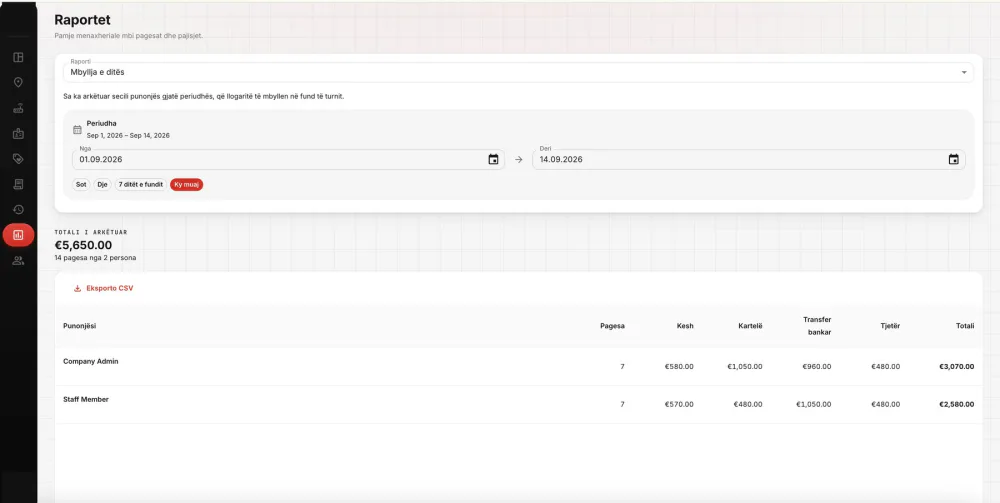 Raportet
Pamje menaxheriale mbi pagesat dhe pajisjet.
Raporti
Mbyllja e ditës
Sa ka arkëtuar secili punonjës gjatë periudhës, që llogaritë të mbyllen në fund të turnit.
Periudha
Sep 1, 2026 – Sep 14, 2026
Nga
01.09.2026
Deri
14.09.2026
Sot Dje 7 ditët e fundit Ky muaj
TOTALI I ARKËTUAR
€5,650.00
14 pagesa nga 2 persona
Eksporto CSV
Punonjësi Pagesa Kesh Kartelë Transfer bankar Tjetër Totali
Company Admin 7 €580.00 €1,050.00 €960.00 €480.00 €3,070.00
Staff Member 7 €570.00 €480.00 €1,050.00 €480.00 €2,580.00